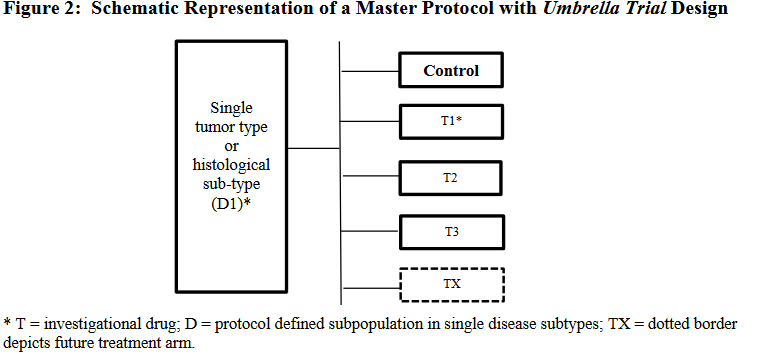 Figure 2:  Schematic Representation of a Master Protocol with Umbrella Trial Design
Single
tumor type
or
histological
sub-type
(D1)*
Control
T1*
T2
T3
TX
* T = investigational drug; D = protocol defined subpopulation in single disease subtypes; TX = dotted border
depicts future treatment arm.